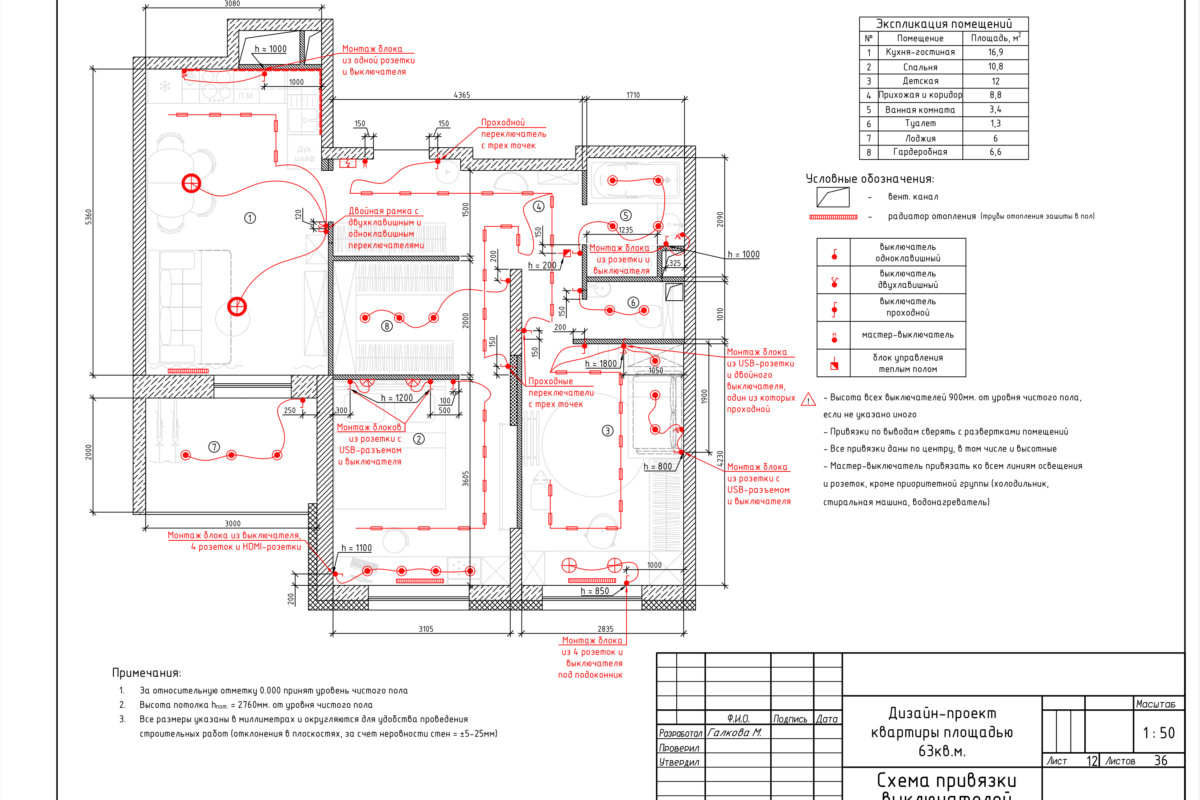 3080
h = 1000
Монтаж блока
из одной розетки
и выключателя
1000
П.М.
Дух.
шкаф
4365
1710
150
150
Проходной
переключатель
с трех точек
5360
1
120
Двойная рамка с
двухклавишным и
одноклавишным
переключателями
1500
4
5
150
1235
200
Монтаж блока
из розетки и
выключателя
h = 200
325
2090
h = 1000
8
2000
150
6
150
1010
200
150
150
h = 1800
1050
Монтаж блока
из USB-розетки
и двойного
выключателя,
один из которых
проходной
Проходные
переключатели
с трех точек
1900
h = 1200
100
500
250
300
Монтаж блоков
из розетки с
USB-разъемом
и выключателя
2
3
7
2000
3605
4230
h = 800
Монтаж блока
из розетки с
USB-разъемом
и выключателя
3000
Монтаж блока из выключателя,
4 розеток и HDMI-розетки
h = 1100
200
1000
h = 850
3105
2835
Монтаж блока
из 4 розеток и
выключателя
под подоконник
Экспликация помещений
№ Помещение Площадь, м²
1 Кухня-гостиная 16,9
2 Спальня 10,8
3 Детская 12
4 Прихожая и коридор 8,8
5 Ванная комната 3,4
6 Туалет 1,3
7 Лоджия 6
8 Гардеробная 6,6
Условные обозначения:
- вент. канал
- радиатор отопления (трубы отопления зашиты в пол)
выключатель
одноклавишный
выключатель
двухклавишный
выключатель
проходной
мастер-выключатель
блок управления
теплым полом
! - Высота всех выключателей 900мм. от уровня чистого пола,
если не указано иного
- Привязки по выводам сверять с развертками помещений
- Все привязки даны по центру, в том числе и высотные
- Мастер-выключатель привязать ко всем линиям освещения
и розеток, кроме приоритетной группы (холодильник,
стиральная машина, водонагреватель)
Примечания:
1. За относительную отметку 0.000 принят уровень чистого пола
2. Высота потолка hпот. = 2760мм. от уровня чистого пола
3. Все размеры указаны в миллиметрах и округляются для удобства проведения
строительных работ (отклонения в плоскостях, за счет неровности стен = ±5-25мм)
Ф.И.О. Подпись Дата
Разработал Галкова М.
Проверил
Утвердил
Дизайн-проект
квартиры площадью
63кв.м.
Масштаб
1 : 50
Лист 12 Листов 36
Схема привязки
выключателей